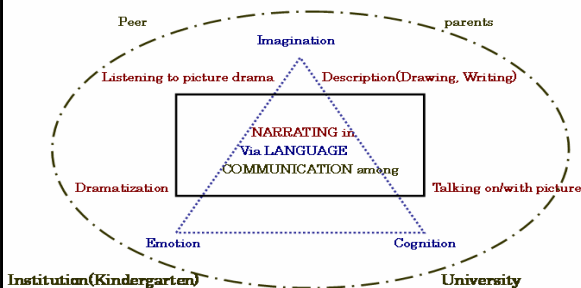 Peer parents
Imagination
Listening to picture drama Description(Drawing, Writing)
NARRATING in
Via LANGUAGE
COMMUNICATION among
Dramatization Talking on/with picture
Emotion Cognition
Institution(Kindergarten) University